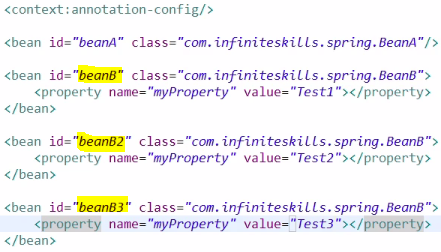 <context:annotation-config/>
<bean id="beanA" class="com.infiniteskills.spring.BeanA"/>
<bean id="beanB" class="com.infiniteskills.spring.BeanB">
<property name="myProperty" value="Test1"></property>
</bean>
<bean id="beanB2" class="com.infiniteskills.spring.BeanB">
<property name="myProperty" value="Test2"></property>
</bean>
<bean id="beanB3" class="com.infiniteskills.spring.BeanB">
<property name="myProperty" value="Test3"></property>
</bean>